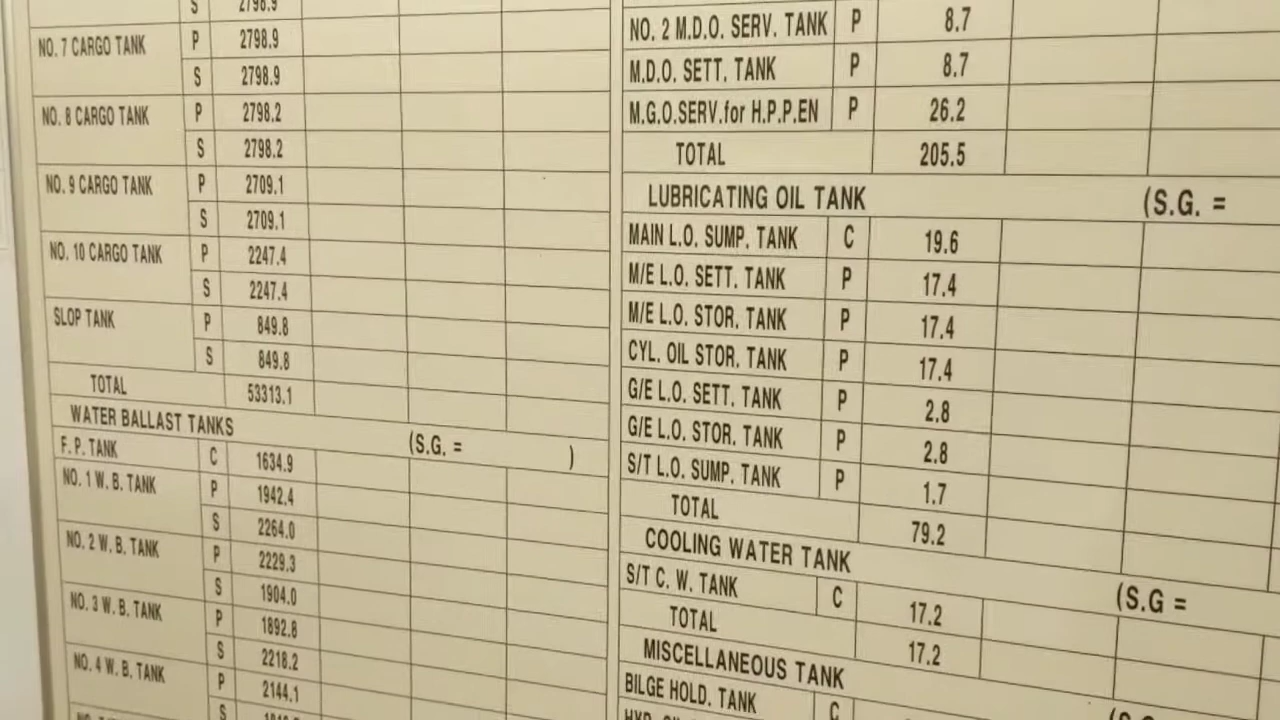 S 2798.9
NO. 7 CARGO TANK P 2798.9
S 2798.9
NO. 8 CARGO TANK P 2798.2
S 2798.2
NO. 9 CARGO TANK P 2709.1
S 2709.1
NO. 10 CARGO TANK P 2247.4
S 2247.4
SLOP TANK P 849.8
S 849.8
TOTAL 53313.1
WATER BALLAST TANKS (S.G. = )
F.P. TANK C 1634.9
NO. 1 W. B. TANK P 1942.4
S 2264.0
NO. 2 W. B. TANK P 2229.3
S 1904.0
NO. 3 W. B. TANK P 1892.8
S 2218.2
NO. 4 W. B. TANK P 2144.1
S
NO. 2 M.D.O. SERV. TANK P 8.7
M.D.O. SETT. TANK P 8.7
M.G.O.SERV.for H.P.P.EN P 26.2
TOTAL 205.5
LUBRICATING OIL TANK (S.G. =
MAIN L.O. SUMP. TANK C 19.6
M/E L.O. SETT. TANK P 17.4
M/E L.O. STOR. TANK P 17.4
CYL. OIL STOR. TANK P 17.4
G/E L.O. SETT. TANK P 2.8
G/E L.O. STOR. TANK P 2.8
S/T L.O. SUMP. TANK P 1.7
TOTAL 79.2
COOLING WATER TANK (S.G =
S/T C. W. TANK C 17.2
TOTAL 17.2
MISCELLANEOUS TANK
BILGE HOLD. TANK C